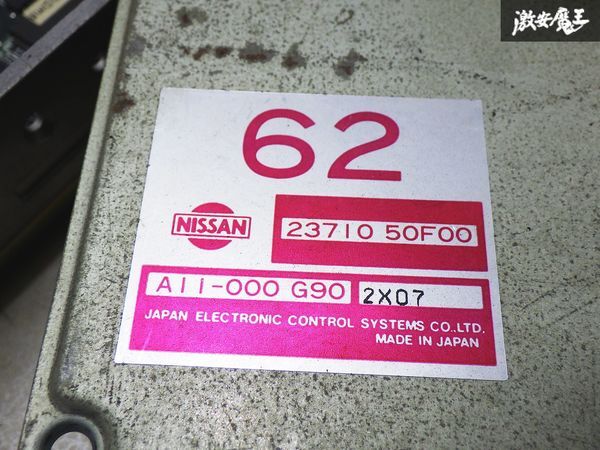 激安魔王
62
NISSAN
23710 50F00
A11-000 G90 2X07
JAPAN ELECTRONIC CONTROL SYSTEMS CO.LTD.
MADE IN JAPAN